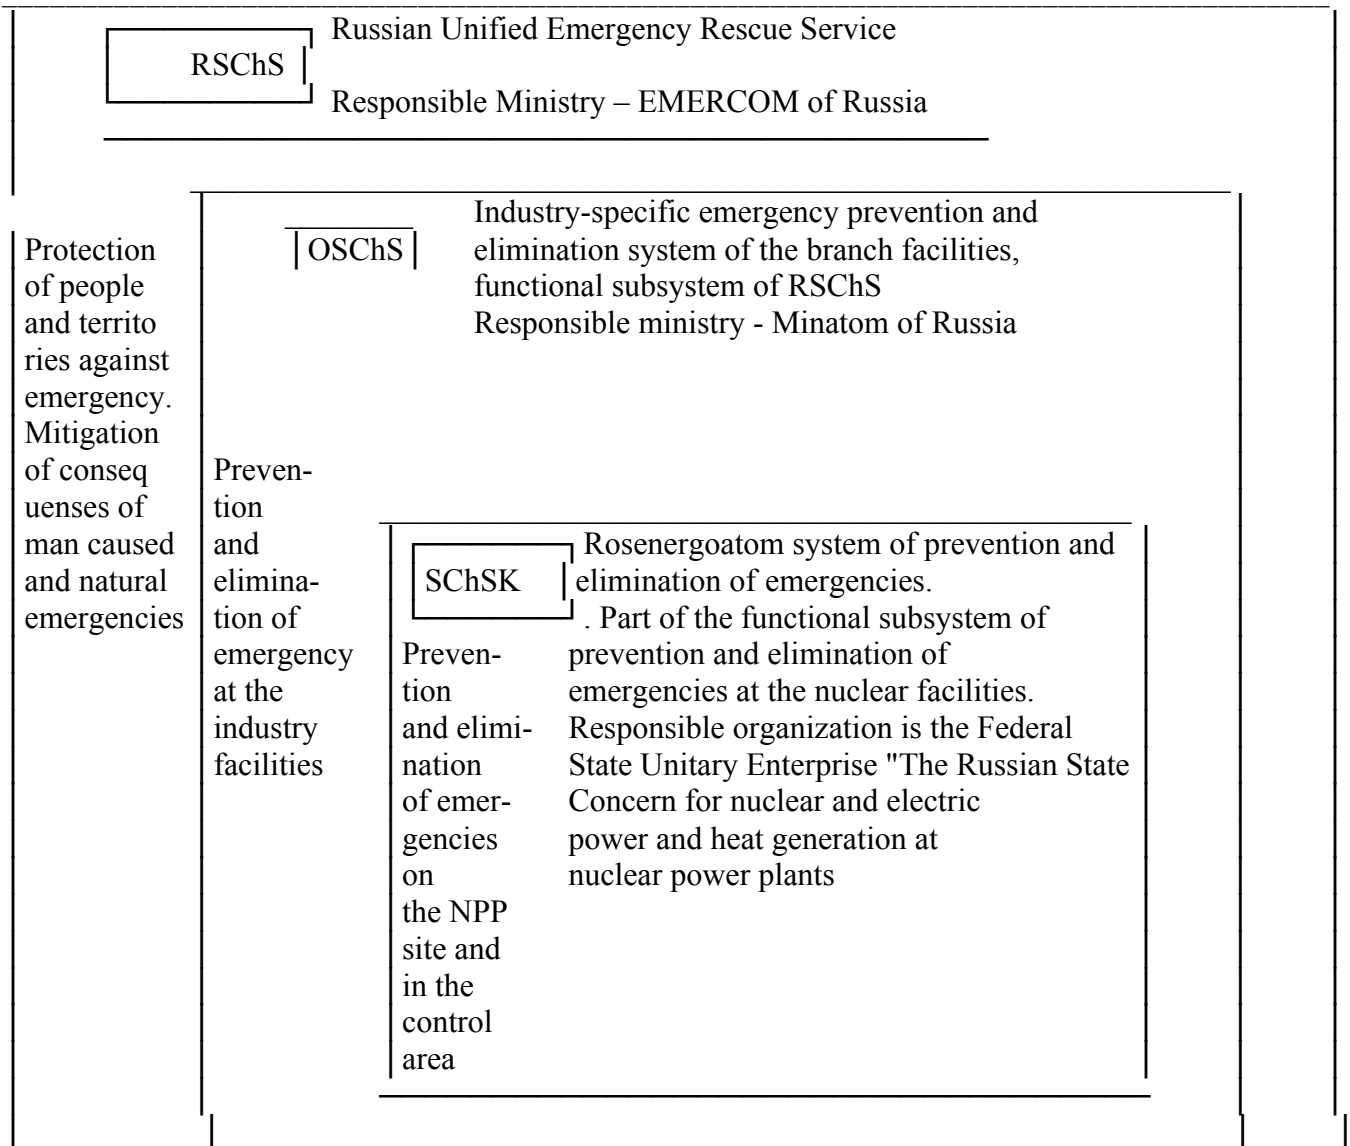 Russian Unified Emergency Rescue Service
RSChS
Responsible Ministry – EMERCOM of Russia
Industry-specific emergency prevention and
OSChS
elimination system of the branch facilities,
functional subsystem of RSChS
Responsible ministry - Minatom of Russia
Protection
of people
and territo
ries against
emergency.
Mitigation
of conseq
uenses of
man caused
and natural
emergencies
Preven-
tion
and
elimina-
tion of
emergency
at the
industry
facilities
SChSK
Rosenergoatom system of prevention and
elimination of emergencies.
. Part of the functional subsystem of
prevention and elimination of
emergencies at the nuclear facilities.
Responsible organization is the Federal
State Unitary Enterprise "The Russian State
Concern for nuclear and electric
power and heat generation at
nuclear power plants
Preven-
tion
and elimi-
nation
of emer-
gencies
on
the NPP
site and
in the
control
area